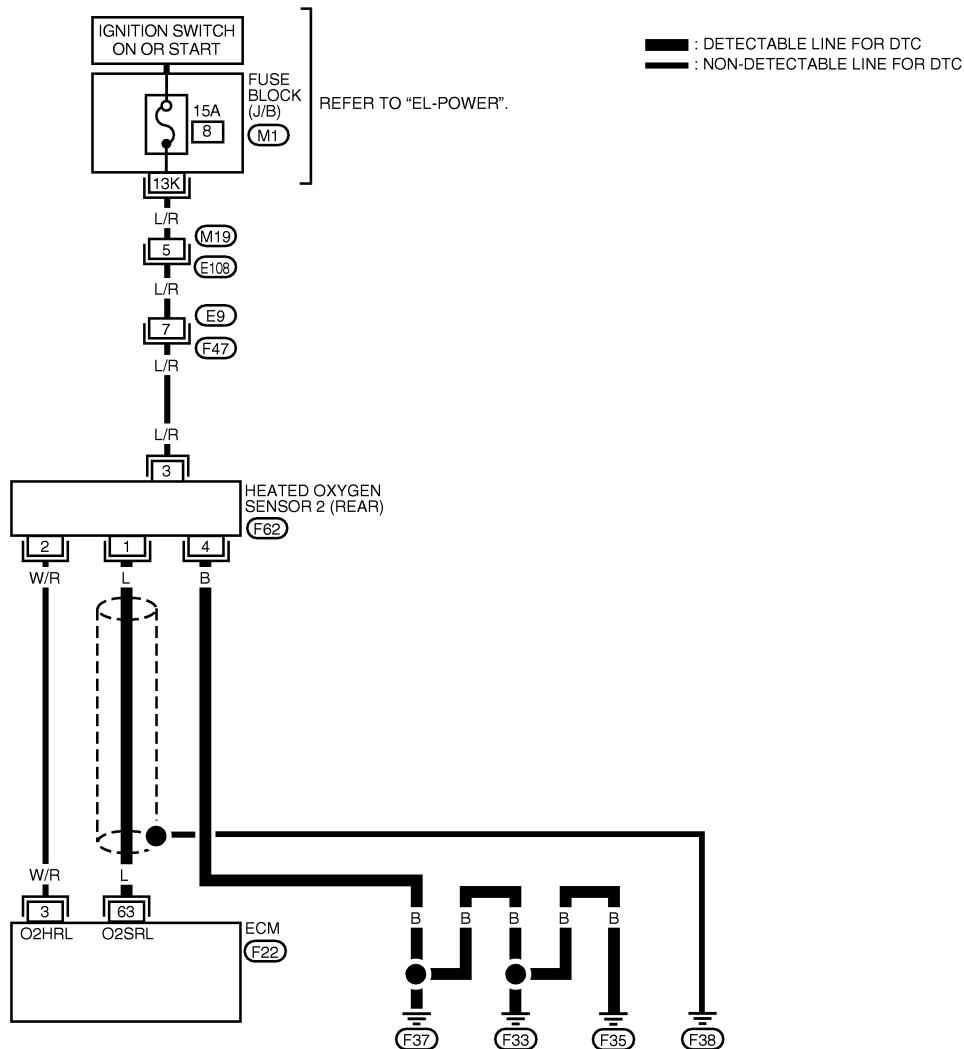 IGNITION SWITCH
ON OR START
: DETECTABLE LINE FOR DTC
: NON-DETECTABLE LINE FOR DTC
FUSE
BLOCK
(J/B)
M1
15A
8
REFER TO “EL-POWER”.
13K
L/R
M19
5
E108
L/R
E9
7
F47
L/R
L/R
3
HEATED OXYGEN
SENSOR 2 (REAR)
F62
2 1 4
W/R L B
W/R L
3 63
O2HRL O2SRL
ECM
F22
B B B B B
F37 F33 F35 F38